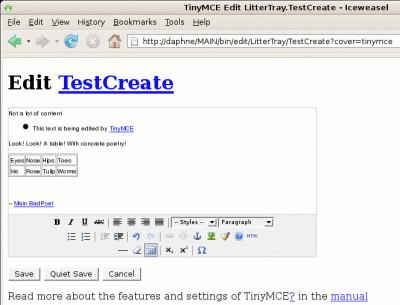 TinyMCE Edit LitterTray.TestCreate - Iceweasel
File Edit View History Bookmarks Tools Help
http://daphne/MAIN/bin/edit/LitterTray/TestCreate?cover=tinymce
Edit TestCreate
Not a lot of content
This text is being edited by TinyMCE
Look! Look! A table! With concrete poetry!
Eyes Nose Hips Toes
Iris Rose Tulip Worms
-- Main.BadPoet
B I U ABC -- Styles -- Paragraph
HTML
Save Quiet Save Cancel
Read more about the features and settings of TinyMCE? in the manual